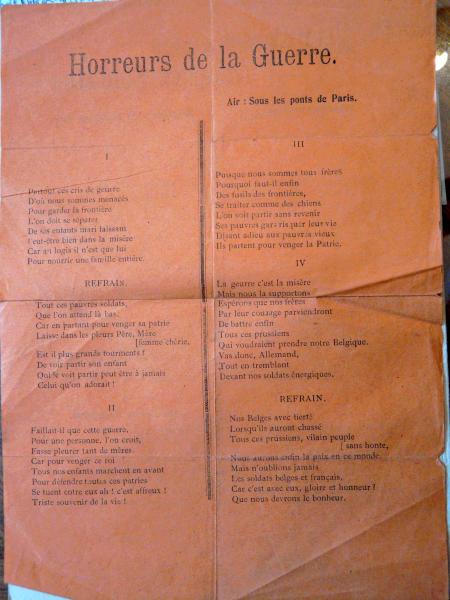 Horreurs de la Guerre.
Air : Sous les ponts de Paris.
I
Partout ces cris de geurre
D'où nous sommes menacés
Pour garder la frontière
L'on doit se séparer
De ses enfants mari laissant
Peut-être bien dans la misère
Car au logis il n'est que lui
Pour nourrir une famille entière.
REFRAIN.
Tout ces pauvres soldats,
Que l'on attend là bas,
Car en partant pour venger sa patrie
Laisse dans les pleurs Père, Mère
[femme chérie,
Est il plus grands tourments !
De voir partir son enfant
Qui se voit partir peut être à jamais
Celui qu'on adorait !
II
Faillait-il que cette guerre,
Pour une personne, l'on croit,
Fasse pleurer tant de mères
Car pour venger ce roi
Tous nos enfants marchent en avant
Pour défendre toutes ces patries
Se tuent entre eux ah ! c'est affreux !
Triste souvenir de la vie !
III
Puisque nous sommes tous frères
Pourquoi faut-il enfin
Des fusils des frontières,
Se traiter comme des chiens
L'on soit partir sans revenir
Ses pauvres gars ris quer leur vie
Disant adieu aux pauvres vieux
Ils partent pour venger la Patrie.
IV
La geurre c'est la misère
Mais nous la supportons
Espérons que nos frères
Par leur courage parviendront
De battre enfin
Tous ces prussiens
Qui voudraient prendre notre Belgique.
Vas donc, Allemand,
Tout en tremblant
Devant nos soldats énergiques.
REFRAIN.
Nos Belges avec fierté
Lorsqu'ils auront chassé
Tous ces prussiens, vilain peuple
[sans honte,
Nous aurons enfin la paix en ce monde
Mais n'oublions jamais
Les soldats belges et français,
Car c'est avec eux, gloire et honneur !
Que nous devrons le bonheur.